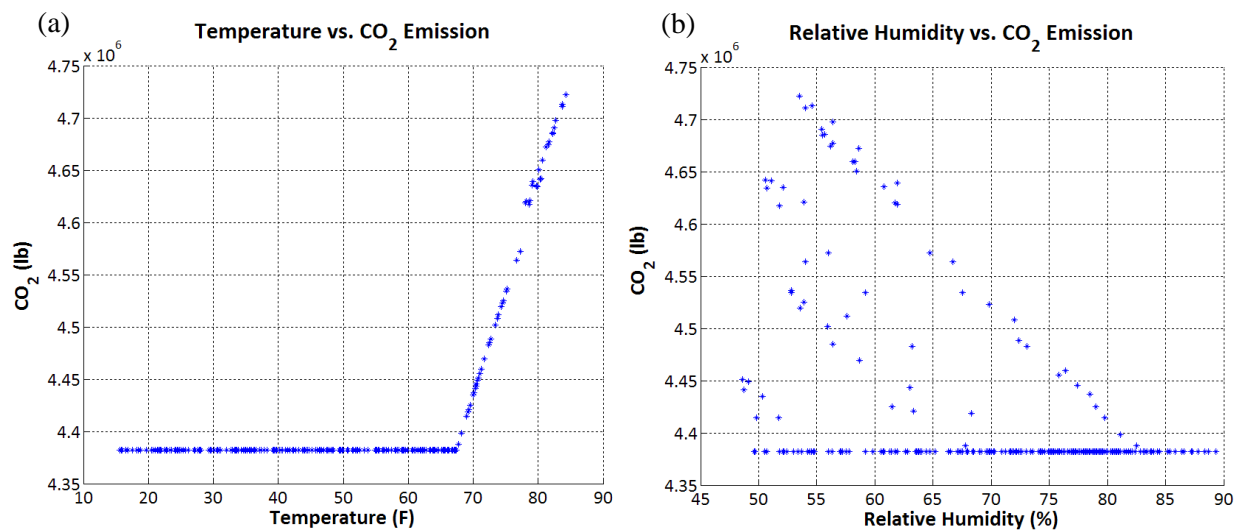 (a)
Temperature vs. CO2 Emission
x 10^6
4.75
4.7
4.65
4.6
4.55
4.5
4.45
4.4
4.35
CO2 (lb)
10 20 30 40 50 60 70 80 90
Temperature (F)
(b)
Relative Humidity vs. CO2 Emission
x 10^6
4.75
4.7
4.65
4.6
4.55
4.5
4.45
4.4
4.35
CO2 (lb)
45 50 55 60 65 70 75 80 85 90
Relative Humidity (%)